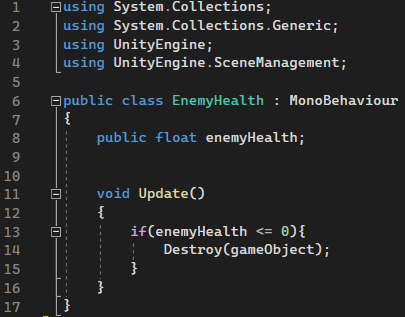 1 using System.Collections;
2 using System.Collections.Generic;
3 using UnityEngine;
4 using UnityEngine.SceneManagement;
5
6 public class EnemyHealth : MonoBehaviour
7 {
8     public float enemyHealth;
9
10
11     void Update()
12     {
13         if(enemyHealth <= 0){
14             Destroy(gameObject);
15         }
16     }
17 }